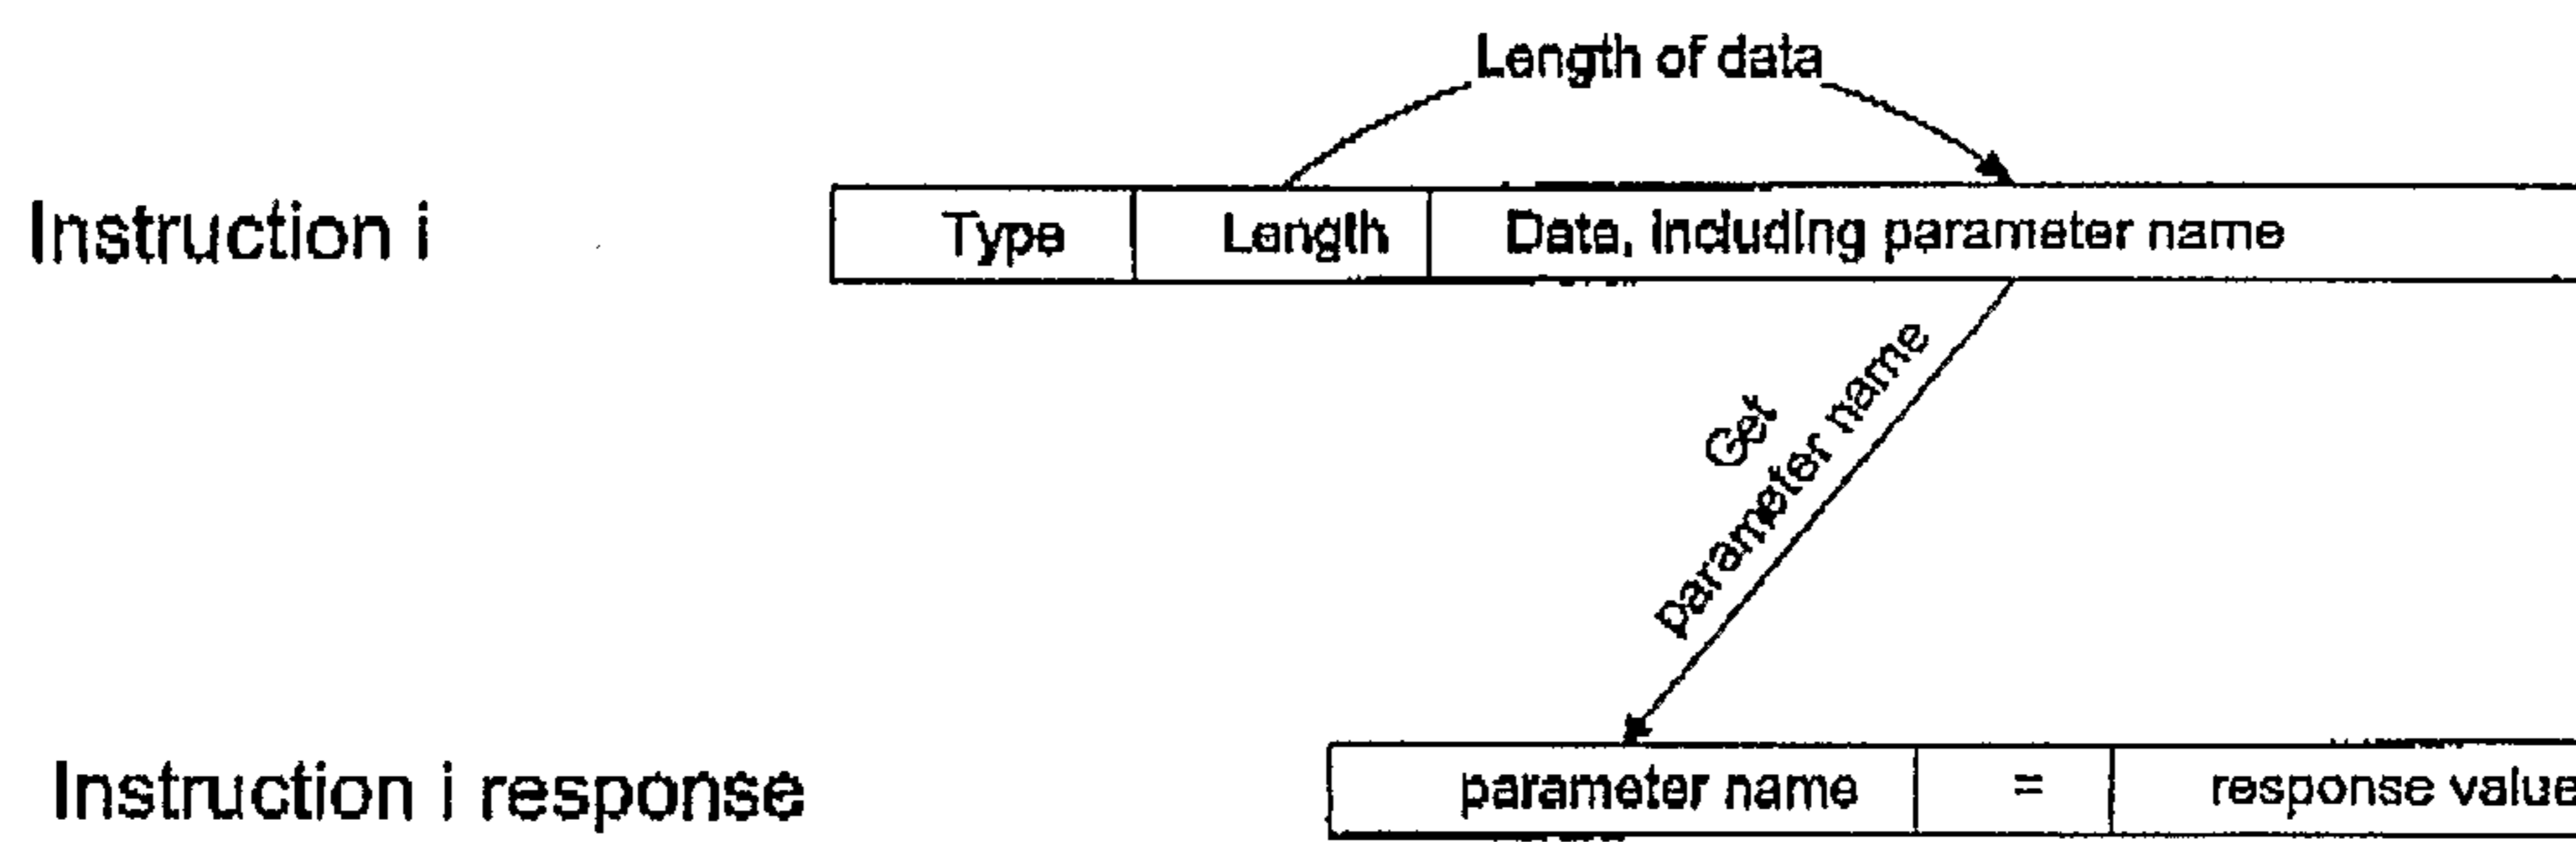 Length of data
Instruction i
Type
Length
Data, including parameter name
Get
parameter name
Instruction i response
parameter name
=
response value